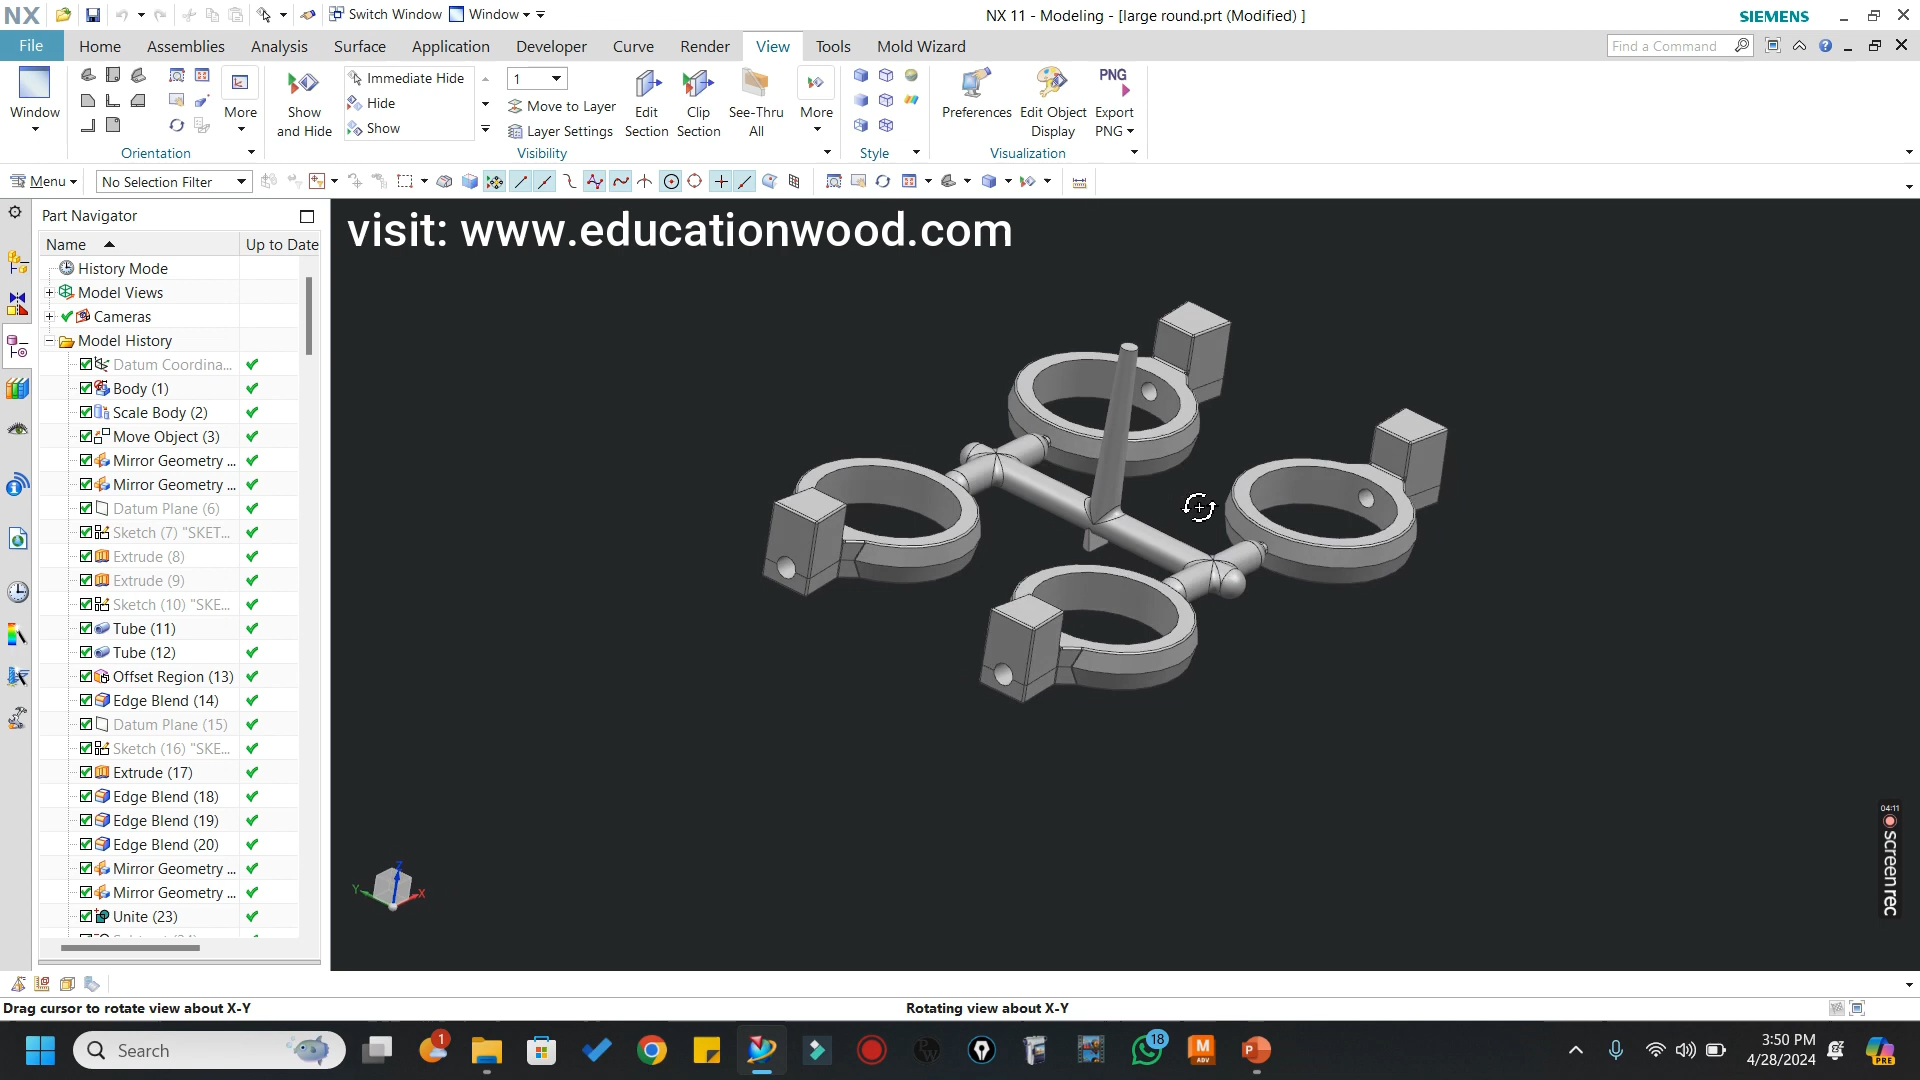 NX Switch Window Window NX 11 - Modeling - [large round.prt (Modified) ] SIEMENS
File Home Assemblies Analysis Surface Application Developer Curve Render View Tools Mold Wizard Find a Command
Window More Show and Hide Immediate Hide Hide Show 1 Move to Layer Layer Settings Edit Section Clip Section See-Thru All More Preferences Edit Object Display PNG Export PNG
Orientation Visibility Style Visualization
Menu No Selection Filter
Part Navigator
Name Up to Date
visit: www.educationwood.com
History Mode
Model Views
Cameras
Model History
Datum Coordina...
Body (1)
Scale Body (2)
Move Object (3)
Mirror Geometry ...
Mirror Geometry ...
Datum Plane (6)
Sketch (7) "SKET...
Extrude (8)
Extrude (9)
Sketch (10) "SKE...
Tube (11)
Tube (12)
Offset Region (13)
Edge Blend (14)
Datum Plane (15)
Sketch (16) "SKE...
Extrude (17)
Edge Blend (18)
Edge Blend (19)
Edge Blend (20)
Mirror Geometry ...
Mirror Geometry ...
Unite (23)
Z
Y
X
04:11
screen rec
Drag cursor to rotate view about X-Y Rotating view about X-Y
Search 1 18 M ADV P 3:50 PM
4/28/2024 PRE